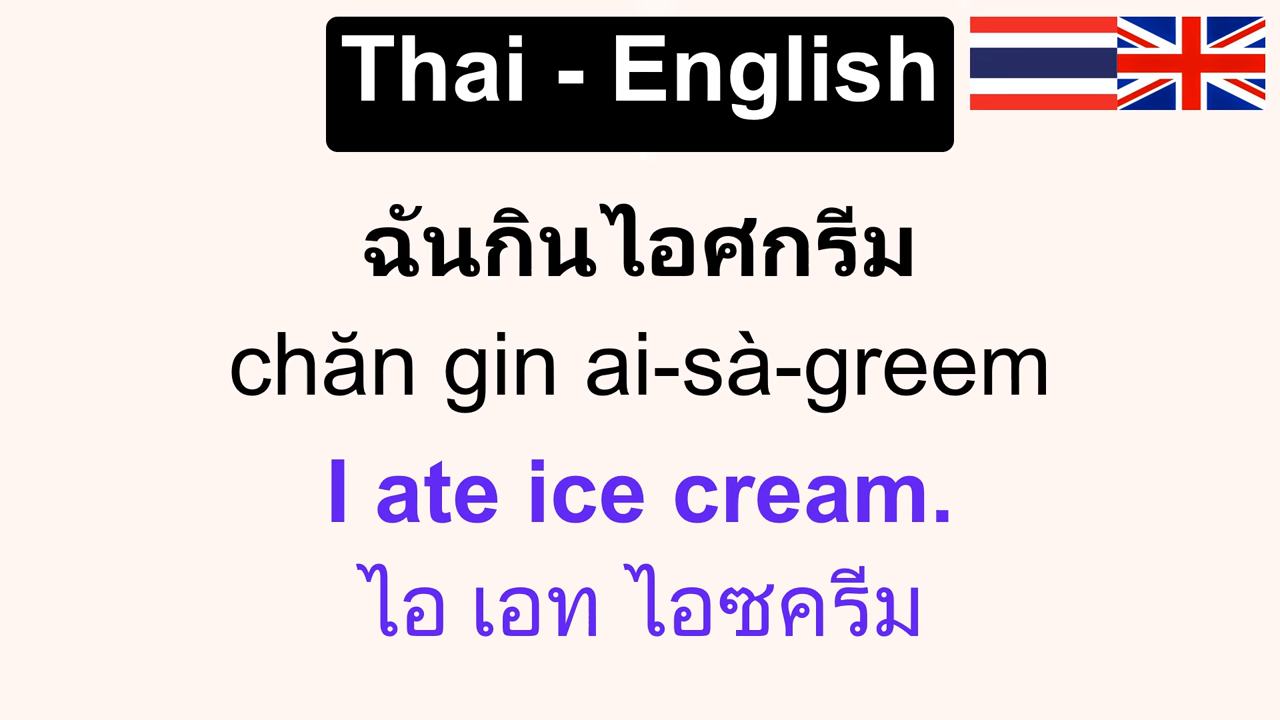 Thai - English
ฉันกินไอศกรีม
chăn gin ai-sà-greem
I ate ice cream.
ไอ เอท ไอซครีม